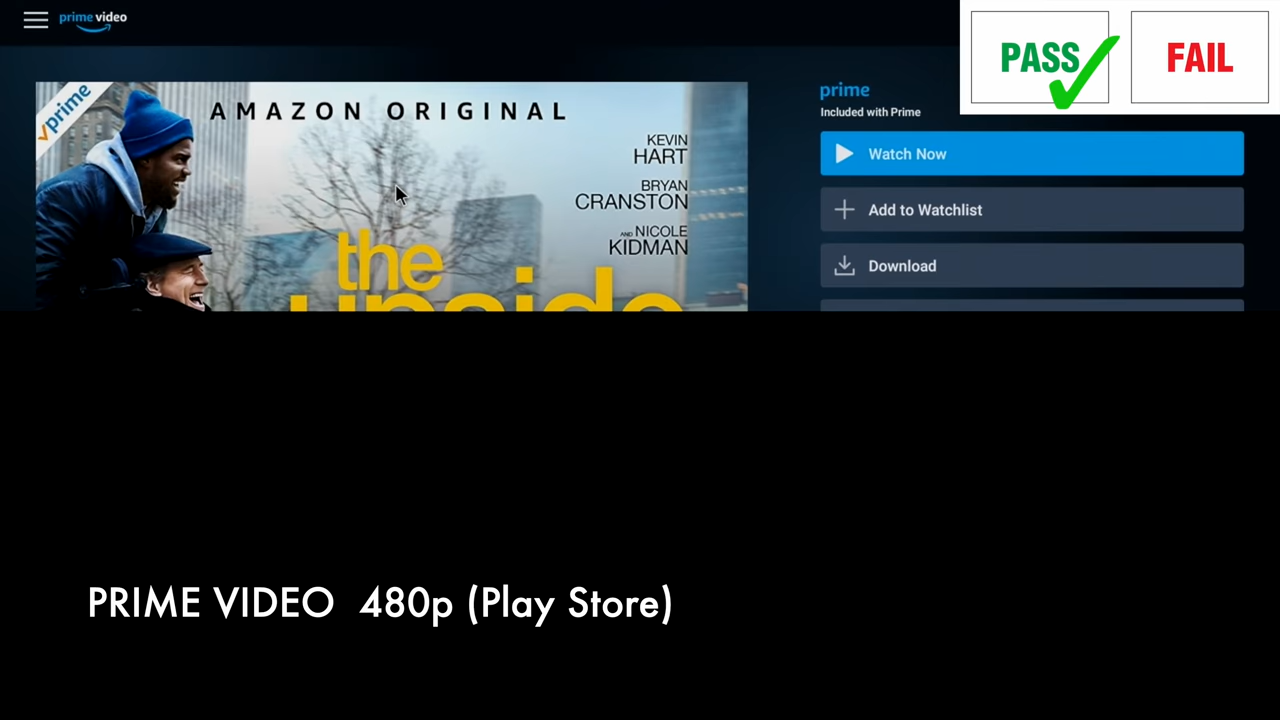 prime video
PASS
FAIL
prime
AMAZON ORIGINAL
KEVIN
HART
BRYAN
CRANSTON
AND NICOLE
KIDMAN
the
upside
prime
Included with Prime
Watch Now
Add to Watchlist
Download
PRIME VIDEO 480p (Play Store)